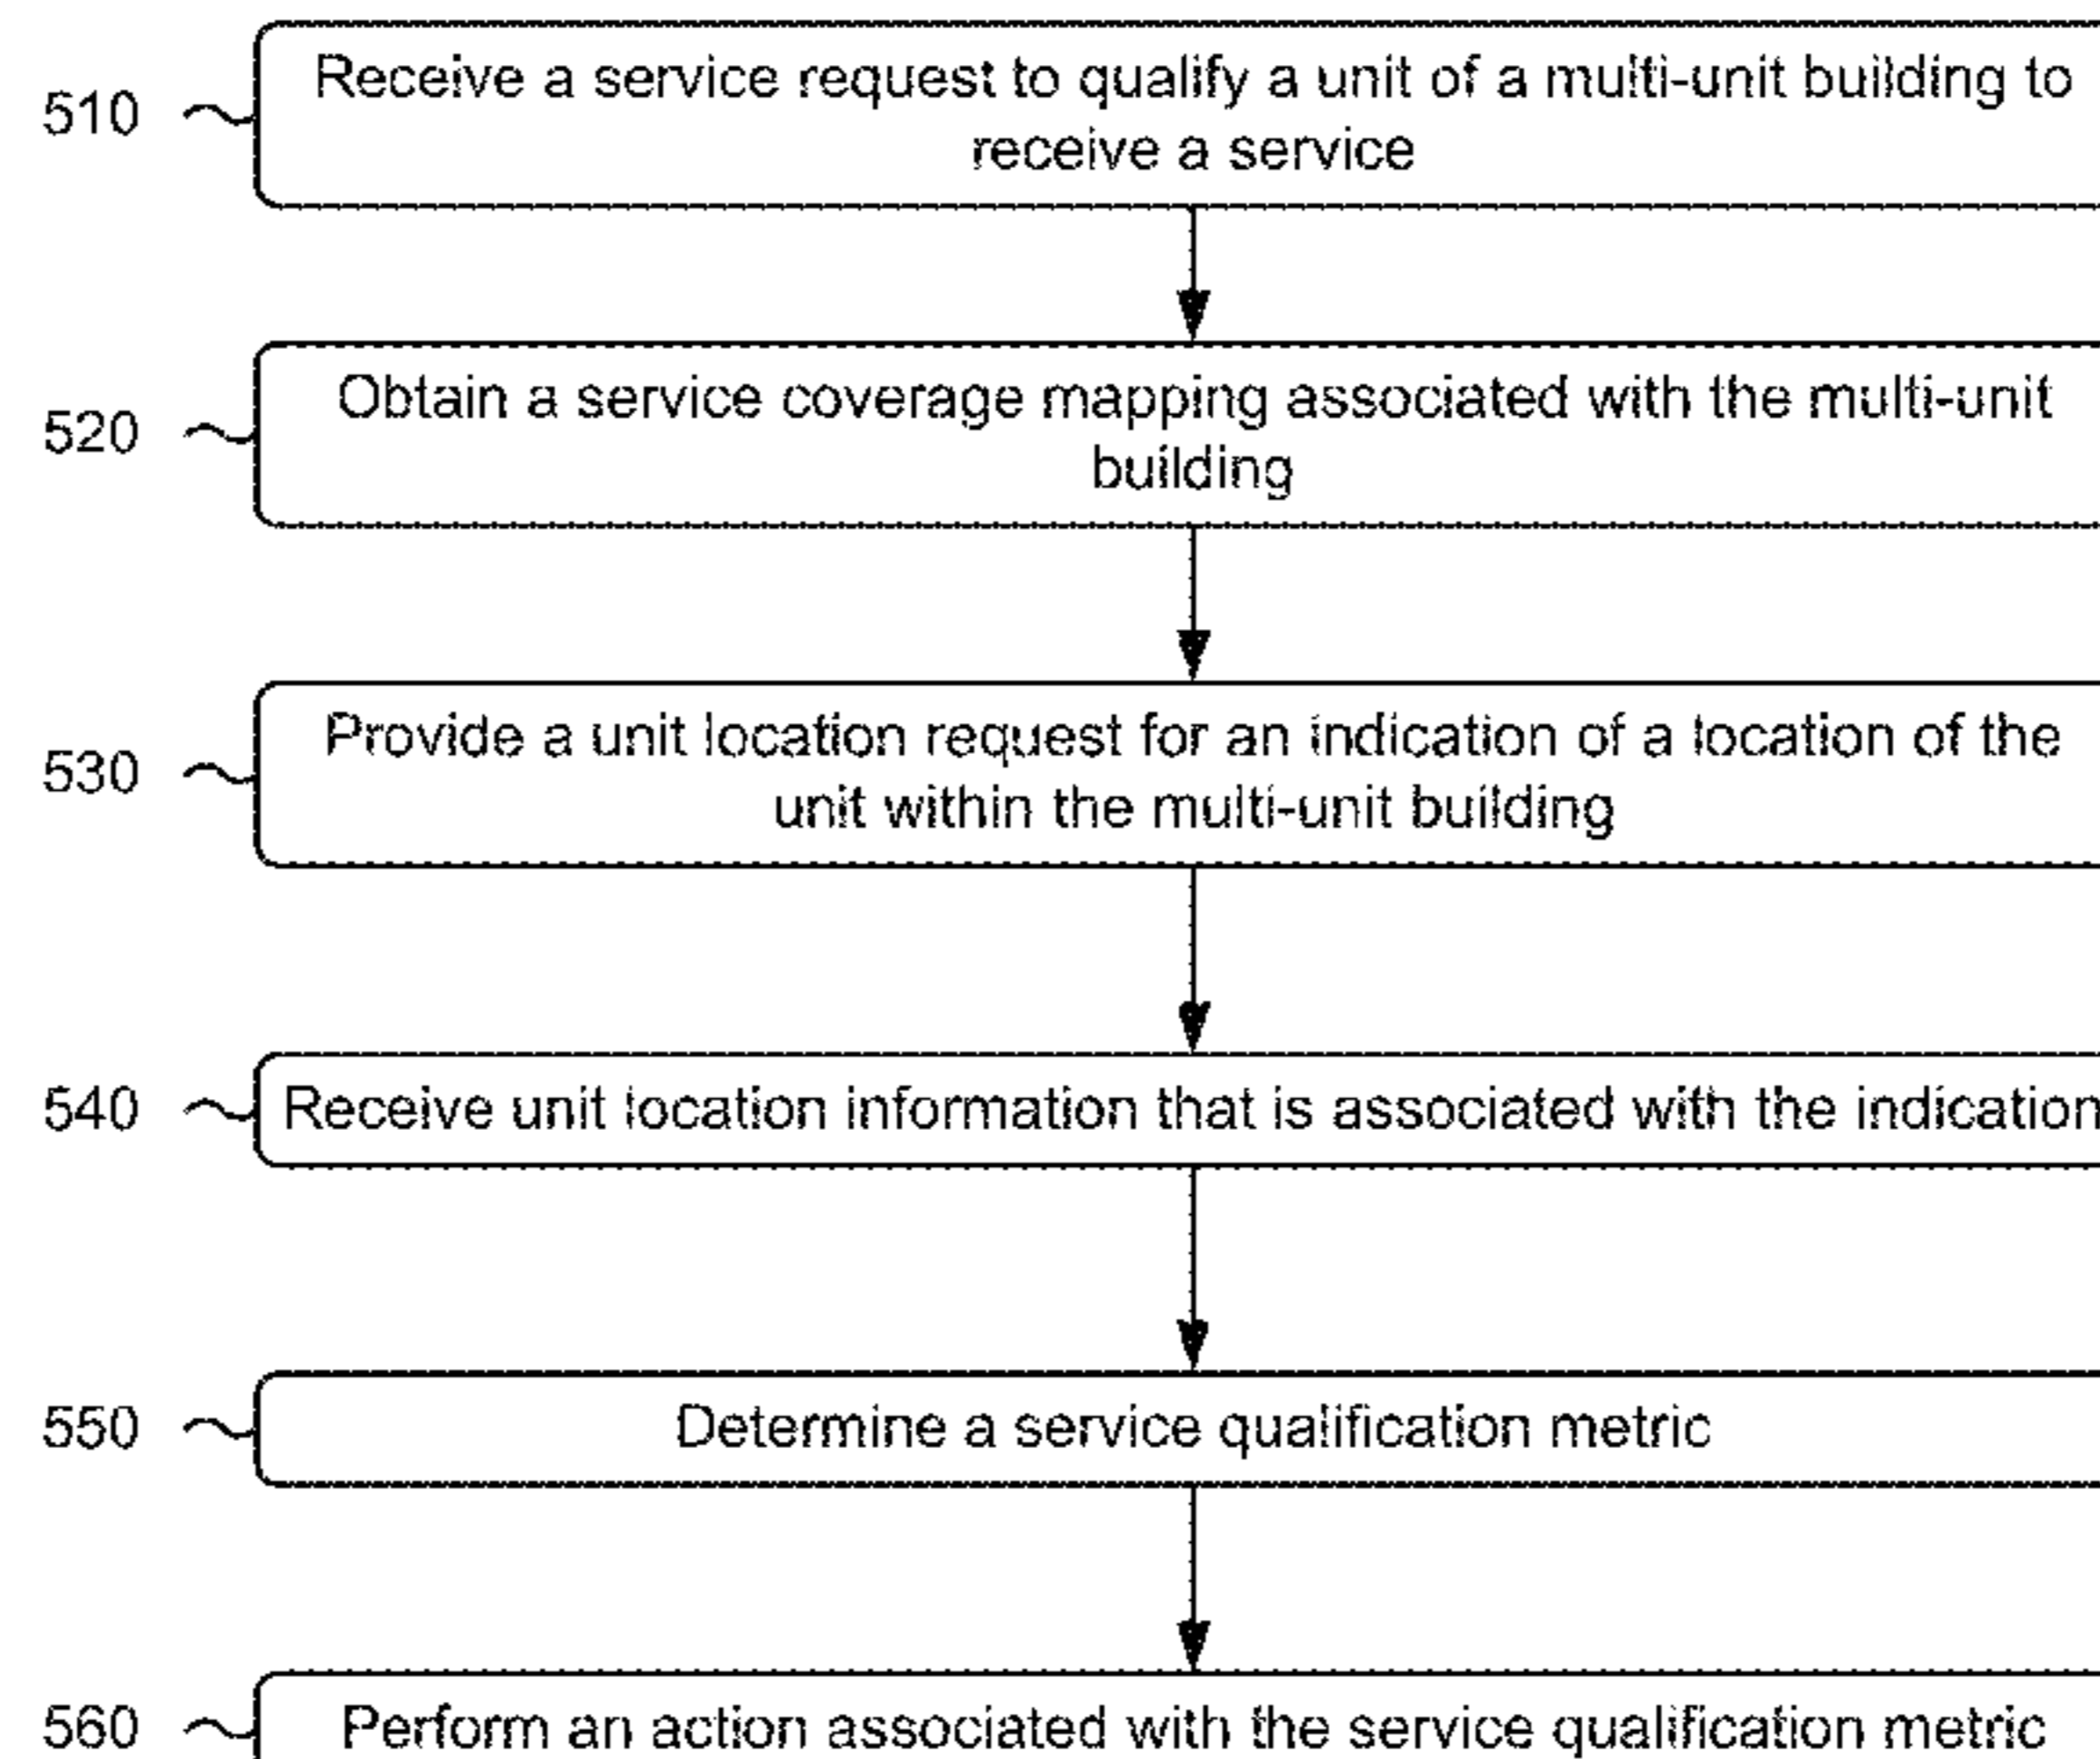 510
Receive a service request to qualify a unit of a multi-unit building to
receive a service
520
Obtain a service coverage mapping associated with the multi-unit
building
530
Provide a unit location request for an indication of a location of the
unit within the multi-unit building
540
Receive unit location information that is associated with the indication
550
Determine a service qualification metric
560
Perform an action associated with the service qualification metric